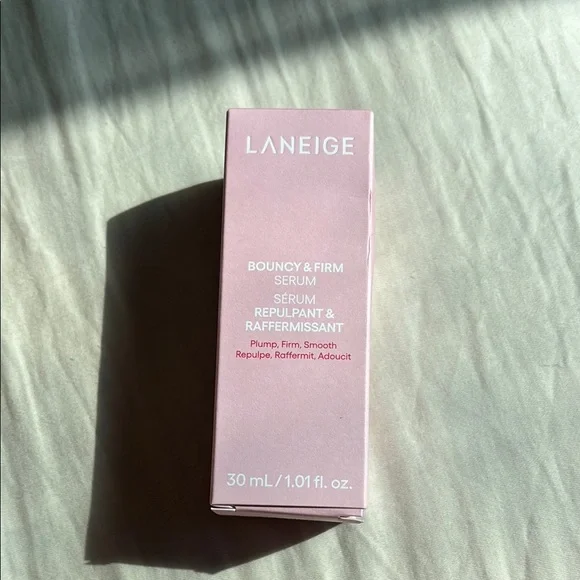 LANEIGE
BOUNCY & FIRM
SERUM
SÉRUM
REPULPANT &
RAFFERMISSANT
Plump, Firm, Smooth
Repulpe, Raffermit, Adoucit
30 mL / 1.01 fl. oz.